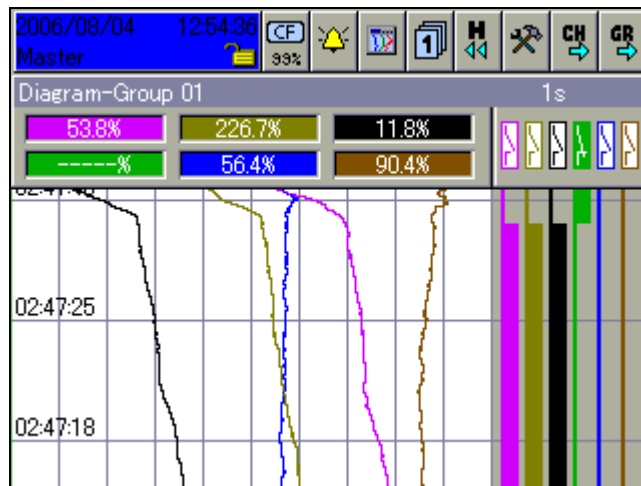 2006/08/04 12:54:36
Master
CF
99%
1
H
CH
GR
Diagram-Group 01 1s
53.8% 226.7% 11.8%
-----% 56.4% 90.4%
02:47:25
02:47:18